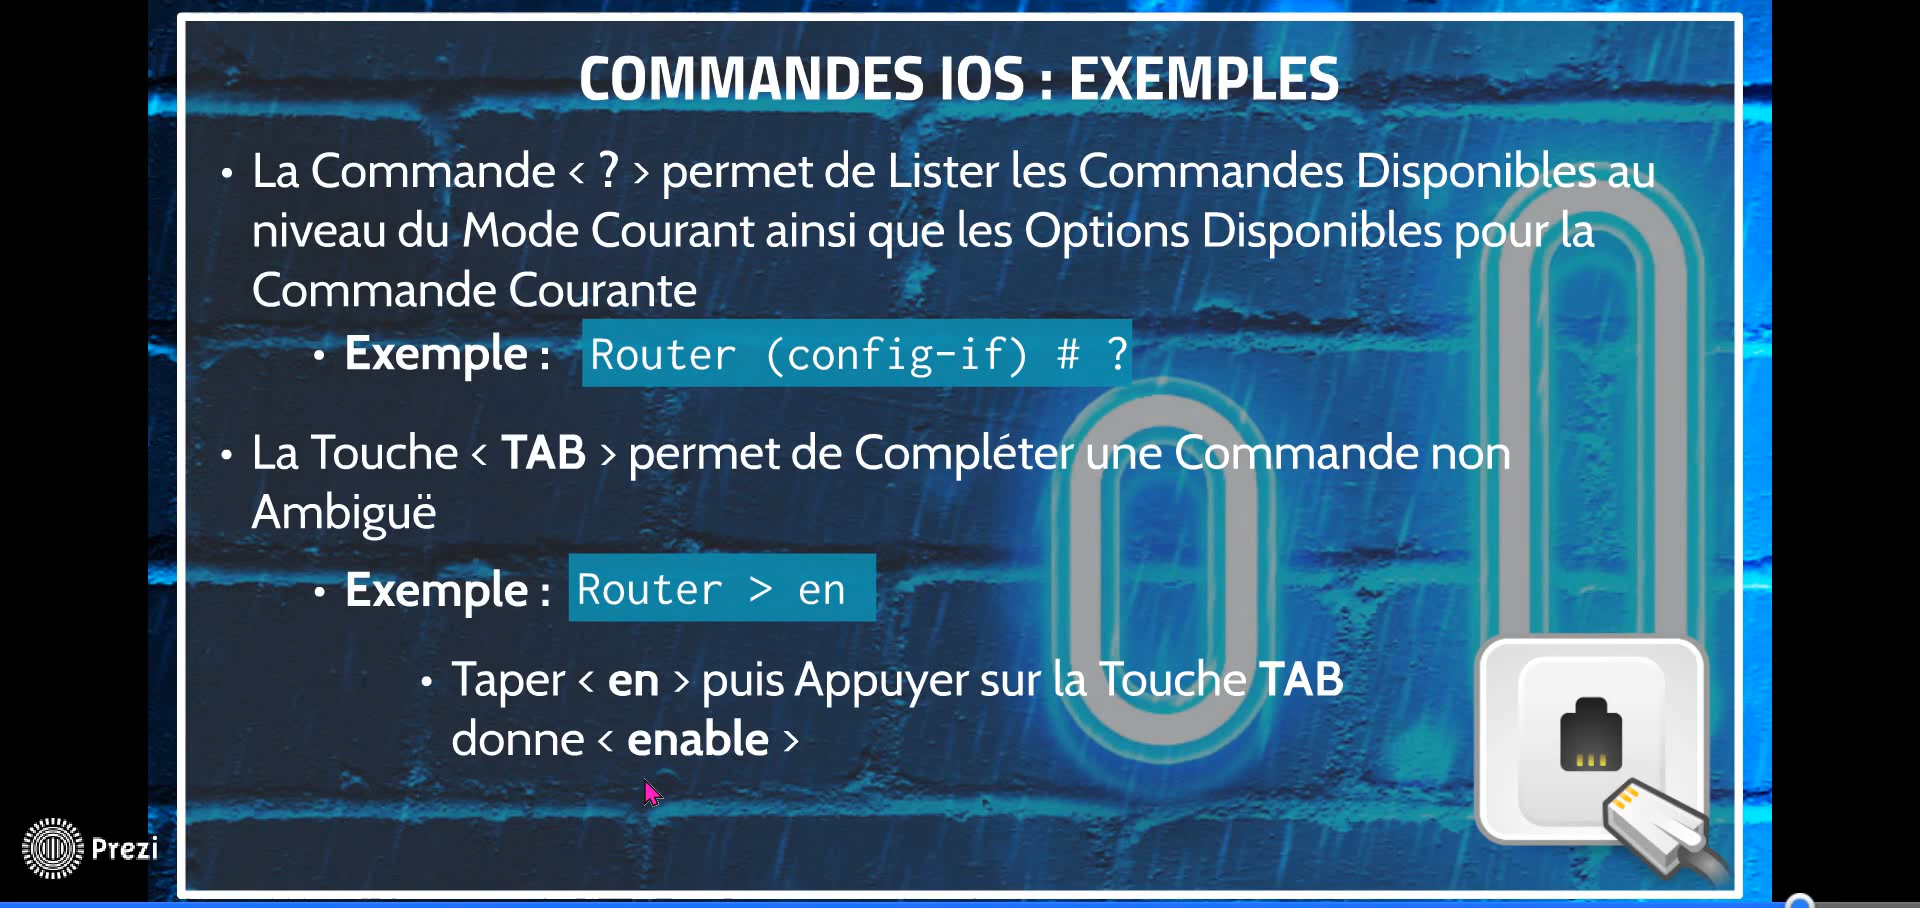 COMMANDES IOS : EXEMPLES
• La Commande < ? > permet de Lister les Commandes Disponibles au
niveau du Mode Courant ainsi que les Options Disponibles pour la
Commande Courante
• Exemple : Router (config-if) # ?
• La Touche < TAB > permet de Compléter une Commande non
Ambiguë
• Exemple : Router > en
• Taper < en > puis Appuyer sur la Touche TAB
donne < enable >
Prezi